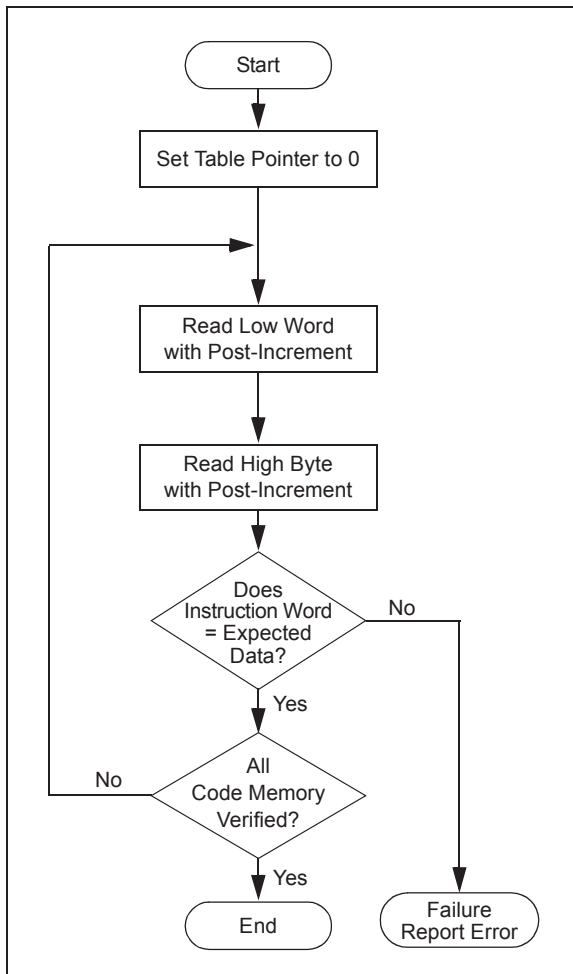 Start
Set Table Pointer to 0
Read Low Word
with Post-Increment
Read High Byte
with Post-Increment
Does
Instruction Word
= Expected
Data?
No
Yes
All
Code Memory
Verified?
No
Yes
End
Failure
Report Error